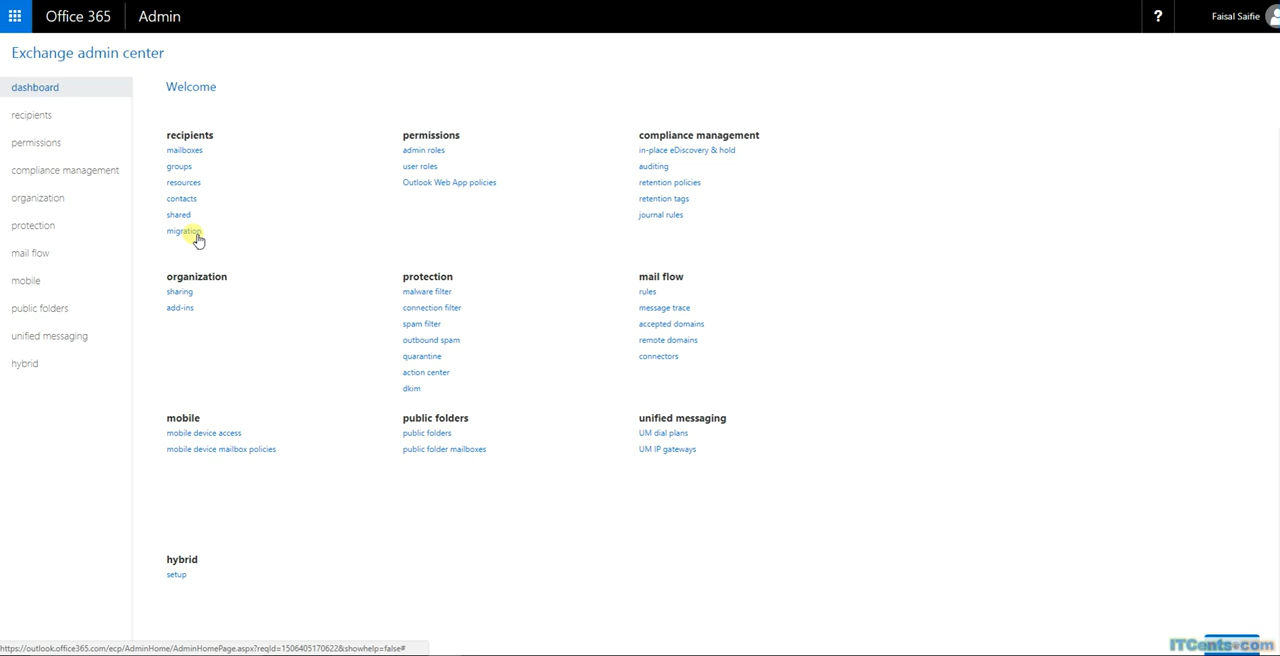 Office 365 Admin ? Faisal Saifie
Exchange admin center
dashboard
recipients
permissions
compliance management
organization
protection
mail flow
mobile
public folders
unified messaging
hybrid
Welcome
recipients
mailboxes
groups
resources
contacts
shared
migration
permissions
admin roles
user roles
Outlook Web App policies
compliance management
in-place eDiscovery & hold
auditing
retention policies
retention tags
journal rules
organization
sharing
add-ins
protection
malware filter
connection filter
spam filter
outbound spam
quarantine
action center
dkim
mail flow
rules
message trace
accepted domains
remote domains
connectors
mobile
mobile device access
mobile device mailbox policies
public folders
public folders
public folder mailboxes
unified messaging
UM dial plans
UM IP gateways
hybrid
setup
https://outlook.office365.com/ecp/AdminHome/AdminHomePage.aspx?reqId=1506405170622&showhelp=false#
ITCents.com